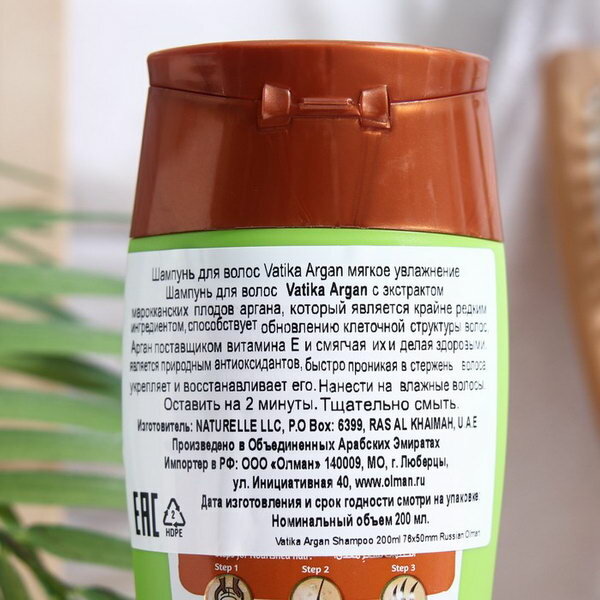 Шампунь для волос Vatika Argan мягкое увлажнение
Шампунь для волос Vatika Argan с экстрактом
марокканских плодов аргана, который является крайне редким
ингредиентом, способствует обновлению клеточной структуры волос.
Арган поставщиком витамина Е и смягчая их и делая здоровыми,
является природным антиоксидантов, быстро проникая в стержень волоса
укрепляет и восстанавливает его. Нанести на влажные волосы.
Оставить на 2 минуты. Тщательно смыть.
Изготовитель: NATURELLE LLC, P.O Box: 6399, RAS AL KHAIMAH, U.A.E
Произведено в Объединенных Арабских Эмиратах
Импортер в РФ: ООО «Олман» 140009, МО, г. Люберцы,
ул. Инициативная 40, www.olman.ru
Дата изготовления и срок годности смотри на упаковке.
Номинальный объем 200 мл.
EAC 2 HDPE
Vatika Argan Shampoo 200ml 76x50mm Russian Olman
Steps for Nourished hair:
Step 1 Step 2 Step 3